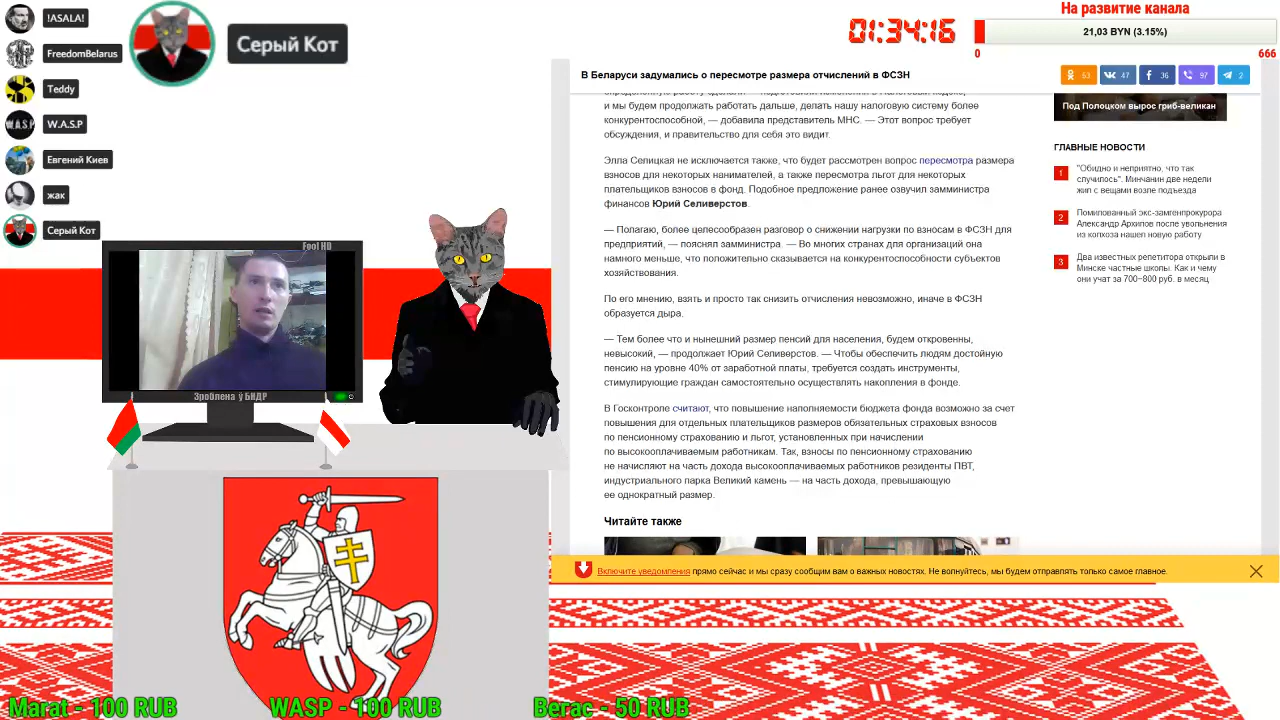 !ASALA!
FreedomBelarus
Teddy
W.A.S.P
Евгений Киев
жак
Серый Кот
Серый Кот
01:34:16
На развитие канала
21,03 BYN (3.15%)
0
666
В Беларуси задумались о пересмотре размера отчислений в ФСЗН
53
47
36
97
2
и мы будем продолжать работать дальше, делать нашу налоговую систему более
конкурентоспособной, — добавила представитель МНС. — Этот вопрос требует
обсуждения, и правительство для себя это видит.
Элла Селицкая не исключается также, что будет рассмотрен вопрос пересмотра размера
взносов для некоторых нанимателей, а также пересмотра льгот для некоторых
плательщиков взносов в фонд. Подобное предложение ранее озвучил замминистра
финансов Юрий Селиверстов.
— Полагаю, более целесообразен разговор о снижении нагрузки по взносам в ФСЗН для
предприятий, — пояснял замминистра. — Во многих странах для организаций она
намного меньше, что положительно сказывается на конкурентоспособности субъектов
хозяйствования.
По его мнению, взять и просто так снизить отчисления невозможно, иначе в ФСЗН
образуется дыра.
— Тем более что и нынешний размер пенсий для населения, будем откровенны,
невысокий, — продолжает Юрий Селиверстов. — Чтобы обеспечить людям достойную
пенсию на уровне 40% от заработной платы, требуется создать инструменты,
стимулирующие граждан самостоятельно осуществлять накопления в фонде.
В Госконтроле считают, что повышение наполняемости бюджета фонда возможно за счет
повышения для отдельных плательщиков размеров обязательных страховых взносов
по пенсионному страхованию и льгот, установленных при начислении
по высокооплачиваемым работникам. Так, взносы по пенсионному страхованию
не начисляют на часть дохода высокооплачиваемых работников резиденты ПВТ,
индустриального парка Великий камень — на часть дохода, превышающую
ее однократный размер.
Читайте также
Под Полоцком вырос гриб-великан
ГЛАВНЫЕ НОВОСТИ
1
"Обидно и неприятно, что так
случилось". Минчанин две недели
жил с вещами возле подъезда
2
Помилованный экс-замгенпрокурора
Александр Архипов после увольнения
из колхоза нашел новую работу
3
Два известных репетитора открыли в
Минске частные школы. Как и чему
они учат за 700–800 руб. в месяц
Включите уведомления прямо сейчас и мы сразу сообщим вам о важных новостях. Не волнуйтесь, мы будем отправлять только самое главное.
Fool HD
Зроблена ў БНДР
Marat - 100 RUB
WASP - 100 RUB
Berac - 50 RUB